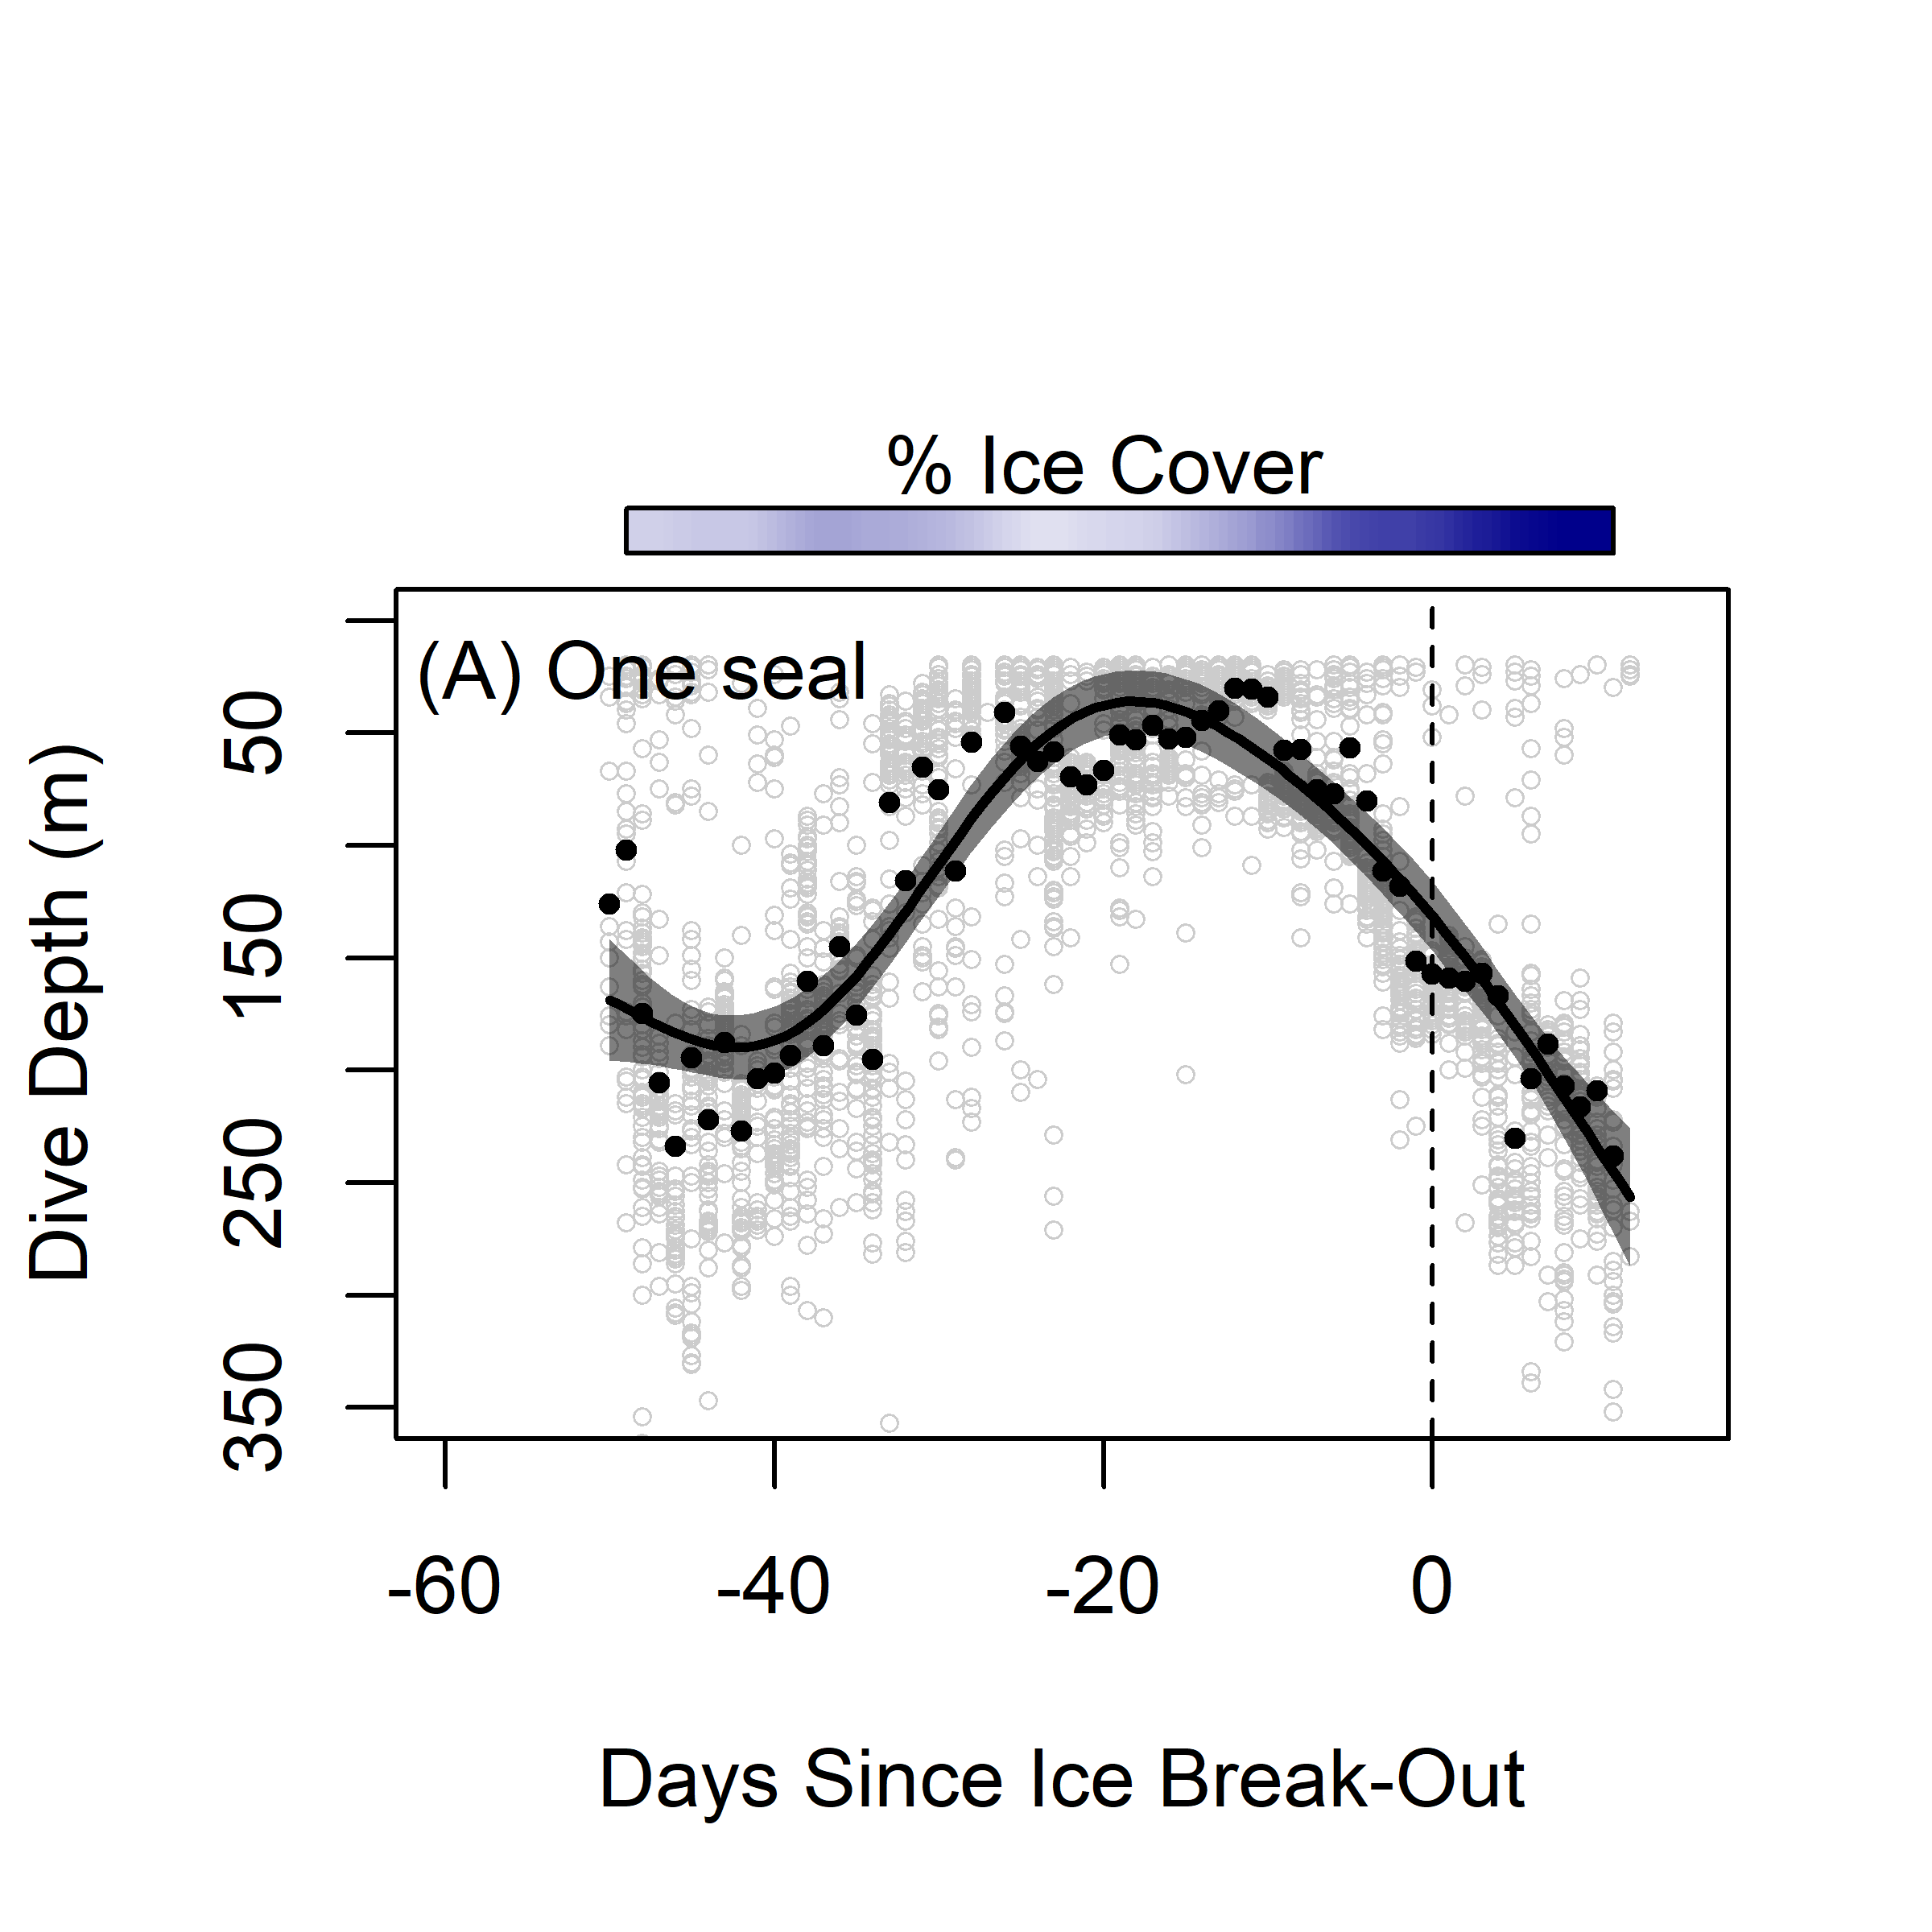 % Ice Cover
(A) One seal
Dive Depth (m)
50
150
250
350
-60 -40 -20 0
Days Since Ice Break-Out